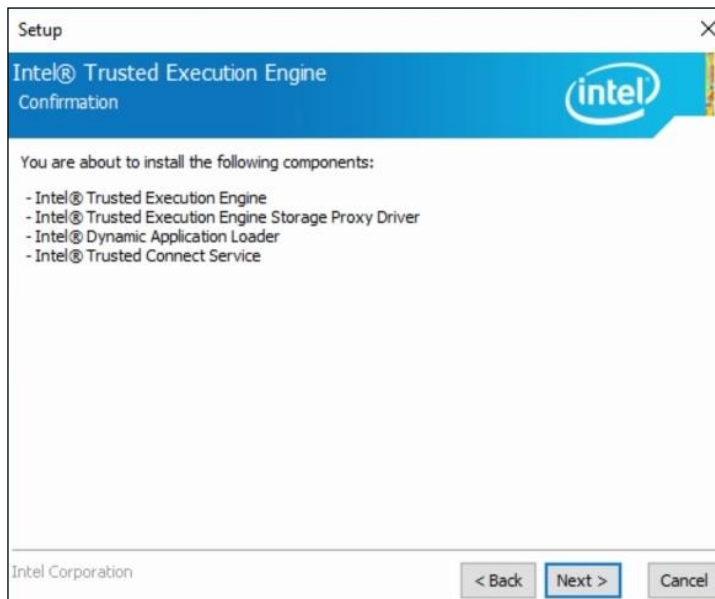 Setup
Intel® Trusted Execution Engine
Confirmation
intel
You are about to install the following components:
- Intel® Trusted Execution Engine
- Intel® Trusted Execution Engine Storage Proxy Driver
- Intel® Dynamic Application Loader
- Intel® Trusted Connect Service
Intel Corporation
< Back Next > Cancel